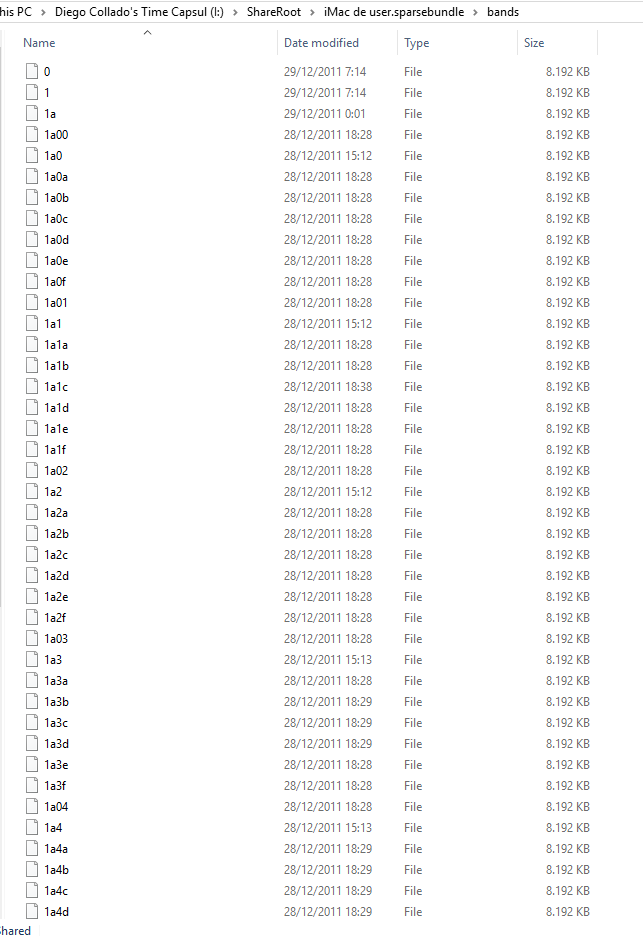 his PC > Diego Collado's Time Capsul (I:) > ShareRoot > iMac de user.sparsebundle > bands
Name Date modified Type Size
0 29/12/2011 7:14 File 8.192 KB
1 29/12/2011 7:14 File 8.192 KB
1a 29/12/2011 0:01 File 8.192 KB
1a00 28/12/2011 18:28 File 8.192 KB
1a0 28/12/2011 15:12 File 8.192 KB
1a0a 28/12/2011 18:28 File 8.192 KB
1a0b 28/12/2011 18:28 File 8.192 KB
1a0c 28/12/2011 18:28 File 8.192 KB
1a0d 28/12/2011 18:28 File 8.192 KB
1a0e 28/12/2011 18:28 File 8.192 KB
1a0f 28/12/2011 18:28 File 8.192 KB
1a01 28/12/2011 18:28 File 8.192 KB
1a1 28/12/2011 15:12 File 8.192 KB
1a1a 28/12/2011 18:28 File 8.192 KB
1a1b 28/12/2011 18:28 File 8.192 KB
1a1c 28/12/2011 18:38 File 8.192 KB
1a1d 28/12/2011 18:28 File 8.192 KB
1a1e 28/12/2011 18:28 File 8.192 KB
1a1f 28/12/2011 18:28 File 8.192 KB
1a02 28/12/2011 18:28 File 8.192 KB
1a2 28/12/2011 15:12 File 8.192 KB
1a2a 28/12/2011 18:28 File 8.192 KB
1a2b 28/12/2011 18:28 File 8.192 KB
1a2c 28/12/2011 18:28 File 8.192 KB
1a2d 28/12/2011 18:28 File 8.192 KB
1a2e 28/12/2011 18:28 File 8.192 KB
1a2f 28/12/2011 18:28 File 8.192 KB
1a03 28/12/2011 18:28 File 8.192 KB
1a3 28/12/2011 15:13 File 8.192 KB
1a3a 28/12/2011 18:28 File 8.192 KB
1a3b 28/12/2011 18:29 File 8.192 KB
1a3c 28/12/2011 18:29 File 8.192 KB
1a3d 28/12/2011 18:29 File 8.192 KB
1a3e 28/12/2011 18:28 File 8.192 KB
1a3f 28/12/2011 18:28 File 8.192 KB
1a04 28/12/2011 18:28 File 8.192 KB
1a4 28/12/2011 15:13 File 8.192 KB
1a4a 28/12/2011 18:29 File 8.192 KB
1a4b 28/12/2011 18:29 File 8.192 KB
1a4c 28/12/2011 18:29 File 8.192 KB
1a4d 28/12/2011 18:29 File 8.192 KB
Shared